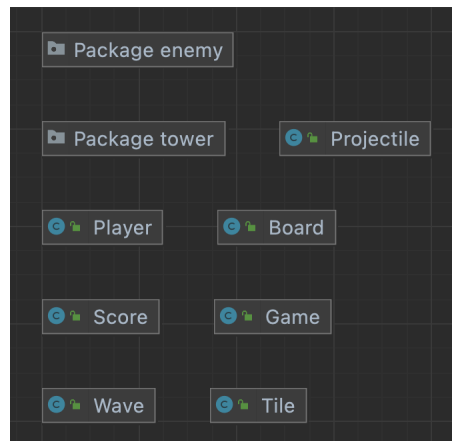 Package enemy
Package tower
Projectile
Player
Board
Score
Game
Wave
Tile